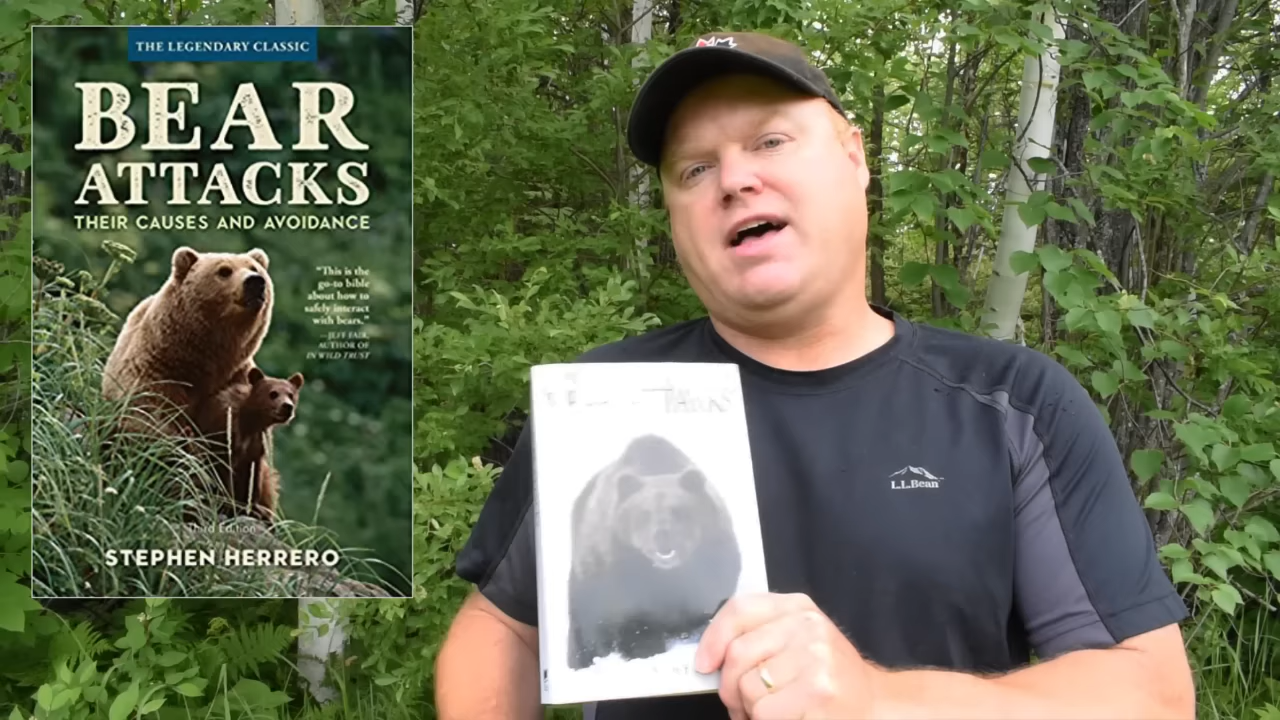 THE LEGENDARY CLASSIC
BEAR
ATTACKS
THEIR CAUSES AND AVOIDANCE
"This is the
go-to bible
about how to
safely interact
with bears."
—JEFF FAIR,
AUTHOR OF
IN WILD TRUST
Third Edition
STEPHEN HERRERO
L.L.Bean